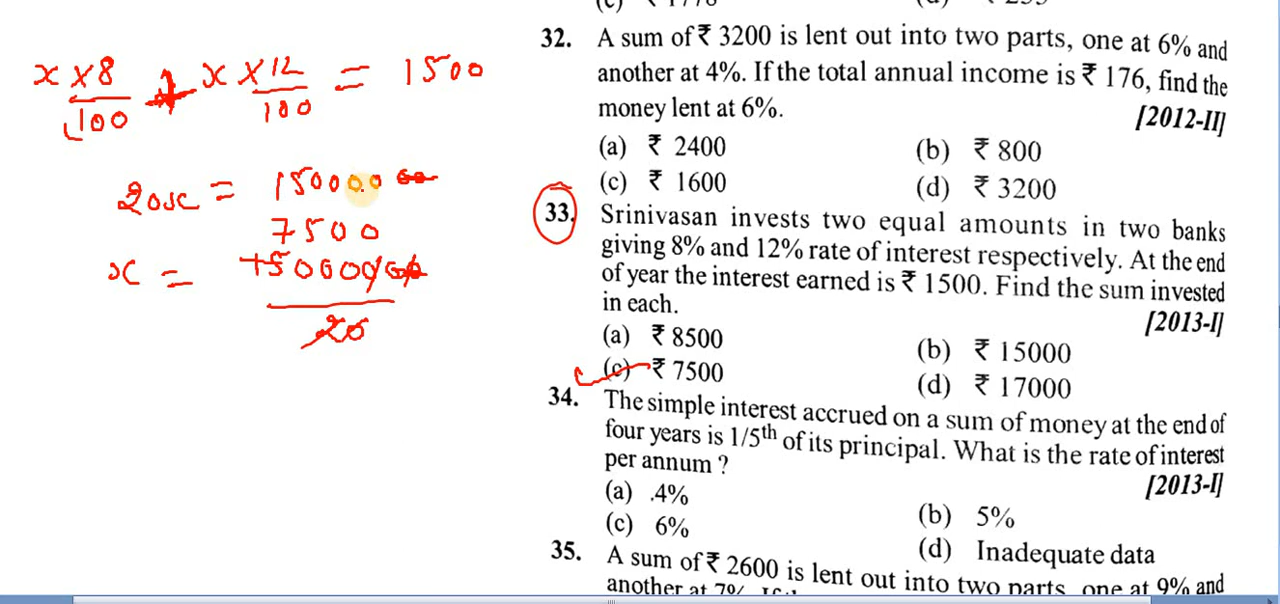 32. A sum of ₹ 3200 is lent out into two parts, one at 6% and
another at 4%. If the total annual income is ₹ 176, find the
money lent at 6%.
[2012-II]
(a) ₹ 2400
(b) ₹ 800
(c) ₹ 1600
(d) ₹ 3200
33. Srinivasan invests two equal amounts in two banks
giving 8% and 12% rate of interest respectively. At the end
of year the interest earned is ₹ 1500. Find the sum invested
in each.
[2013-I]
(a) ₹ 8500
(b) ₹ 15000
(c) ₹ 7500
(d) ₹ 17000
34. The simple interest accrued on a sum of money at the end of
four years is 1/5th of its principal. What is the rate of interest
per annum ?
[2013-I]
(a) .4%
(b) 5%
(c) 6%
(d) Inadequate data
35. A sum of ₹ 2600 is lent out into two parts, one at 9% and
another at 7%.
x × 8 + x × 12 = 1500
100 100
20x =
7500
x =
20